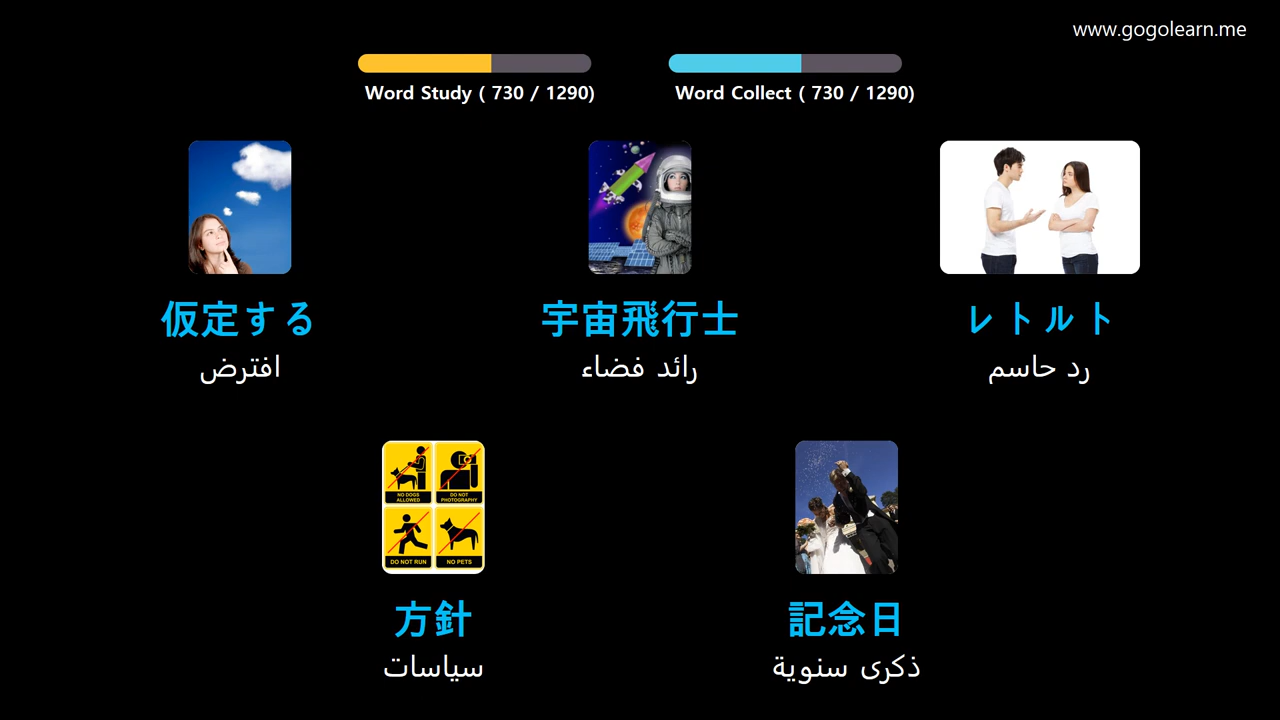 www.gogolearn.me
Word Study ( 730 / 1290)
Word Collect ( 730 / 1290)
仮定する
افترض
宇宙飛行士
رائد فضاء
レトルト
رد حاسم
NO DOGS ALLOWED
DO NOT PHOTOGRAPHY
DO NOT RUN
NO PETS
方針
سياسات
記念日
ذكرى سنوية